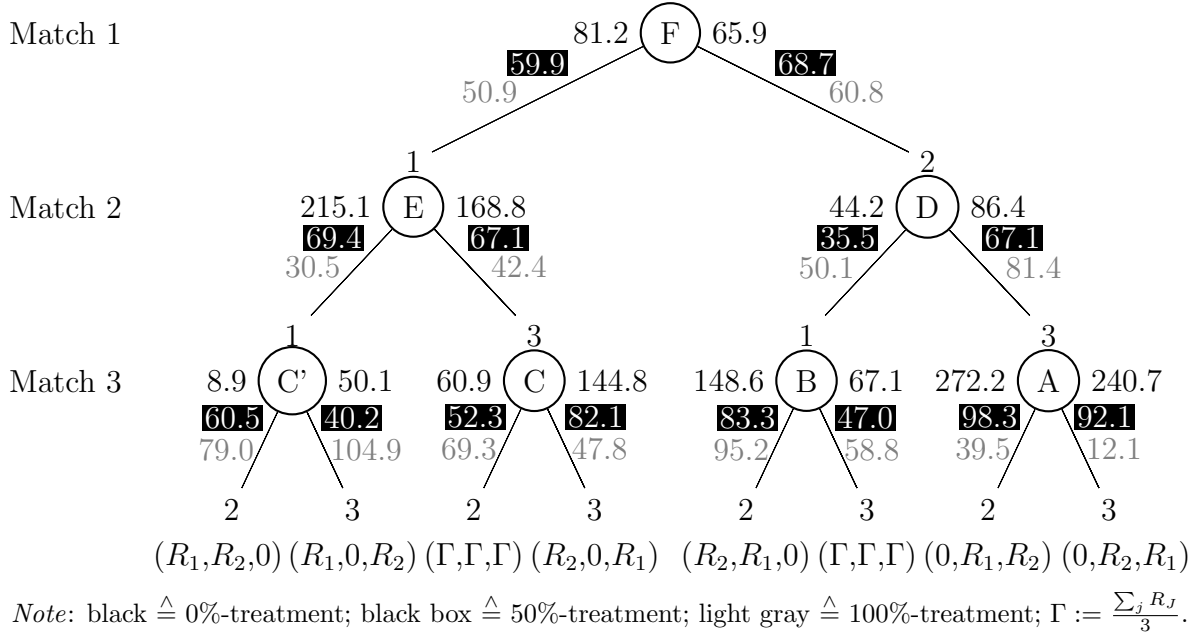 Match 1 81.2 F 65.9
59.9 68.7
50.9 60.8
1 2
Match 2 215.1 E 168.8 44.2 D 86.4
69.4 67.1 35.5 67.1
30.5 42.4 50.1 81.4
1 3 1 3
Match 3 8.9 C’ 50.1 60.9 C 144.8 148.6 B 67.1 272.2 A 240.7
60.5 40.2 52.3 82.1 83.3 47.0 98.3 92.1
79.0 104.9 69.3 47.8 95.2 58.8 39.5 12.1
2 3 2 3 2 3 2 3
(R₁,R₂,0) (R₁,0,R₂) (Γ,Γ,Γ) (R₂,0,R₁) (R₂,R₁,0) (Γ,Γ,Γ) (0,R₁,R₂) (0,R₂,R₁)
Note: black ≙ 0%-treatment; black box ≙ 50%-treatment; light gray ≙ 100%-treatment; Γ := ∑ⱼ R_J / 3.